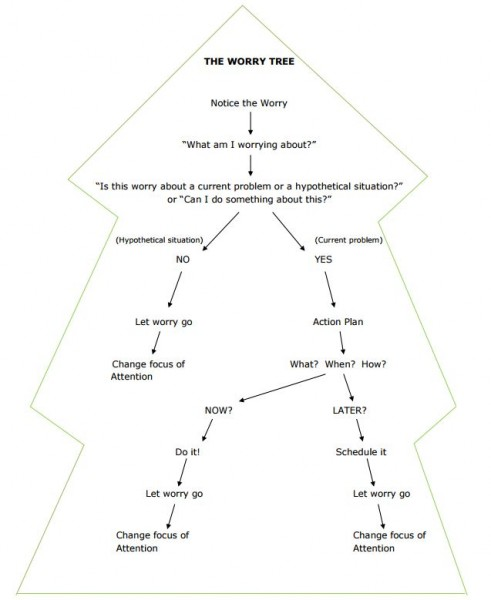 THE WORRY TREE
Notice the Worry
“What am I worrying about?”
“Is this worry about a current problem or a hypothetical situation?”
or “Can I do something about this?”
(Hypothetical situation)
NO
(Current problem)
YES
Let worry go
Change focus of
Attention
Action Plan
What? When? How?
NOW?
Do it!
Let worry go
Change focus of
Attention
LATER?
Schedule it
Let worry go
Change focus of
Attention